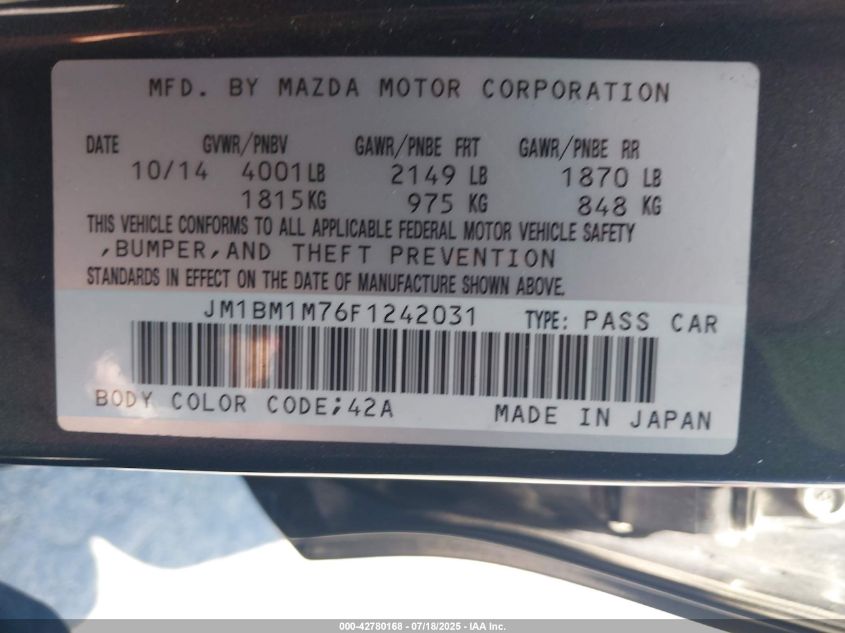 MFD. BY MAZDA MOTOR CORPORATION
DATE GVWR/PNBV GAWR/PNBE FRT GAWR/PNBE RR
10/14 4001 LB 2149 LB 1870 LB
1815 KG 975 KG 848 KG
THIS VEHICLE CONFORMS TO ALL APPLICABLE FEDERAL MOTOR VEHICLE SAFETY
,BUMPER,AND THEFT PREVENTION
STANDARDS IN EFFECT ON THE DATE OF MANUFACTURE SHOWN ABOVE.
JM1BM1M76F1242031 TYPE: PASS CAR
BODY COLOR CODE;42A MADE IN JAPAN
000-42780168 - 07/18/2025 - IAA Inc.